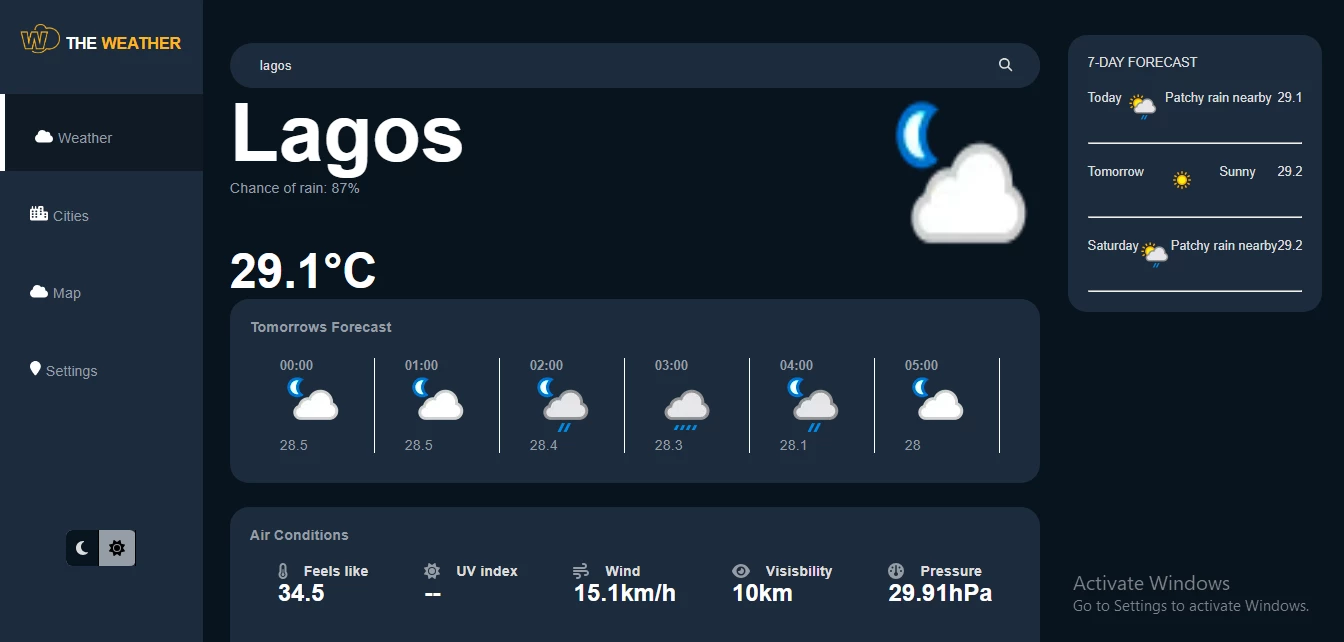 THE WEATHER
Weather
Cities
Map
Settings
lagos
Lagos
Chance of rain: 87%
29.1°C
Tomorrows Forecast
00:00 01:00 02:00 03:00 04:00 05:00
28.5 28.5 28.4 28.3 28.1 28
Air Conditions
Feels like UV index Wind Visisbility Pressure
34.5 -- 15.1km/h 10km 29.91hPa
7-DAY FORECAST
Today Patchy rain nearby 29.1
Tomorrow Sunny 29.2
Saturday Patchy rain nearby29.2
Activate Windows
Go to Settings to activate Windows.